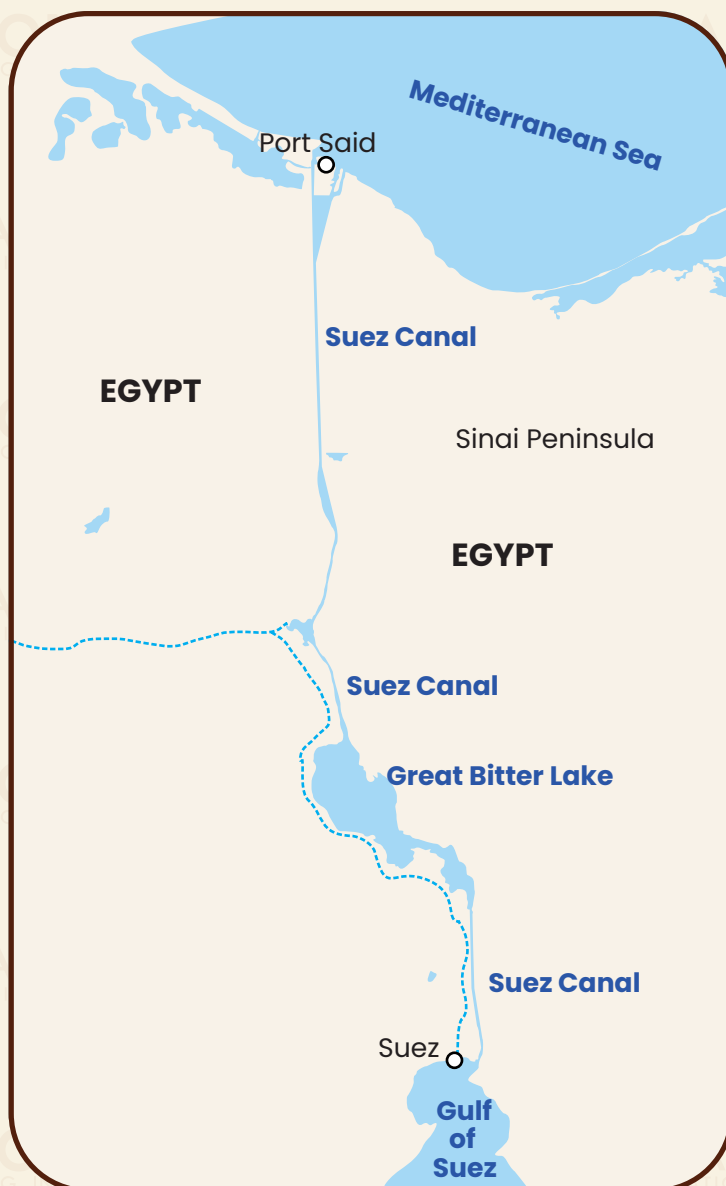 Mediterranean Sea
Port Said
Suez Canal
EGYPT
Sinai Peninsula
EGYPT
Suez Canal
Great Bitter Lake
Suez Canal
Suez
Gulf
of
Suez